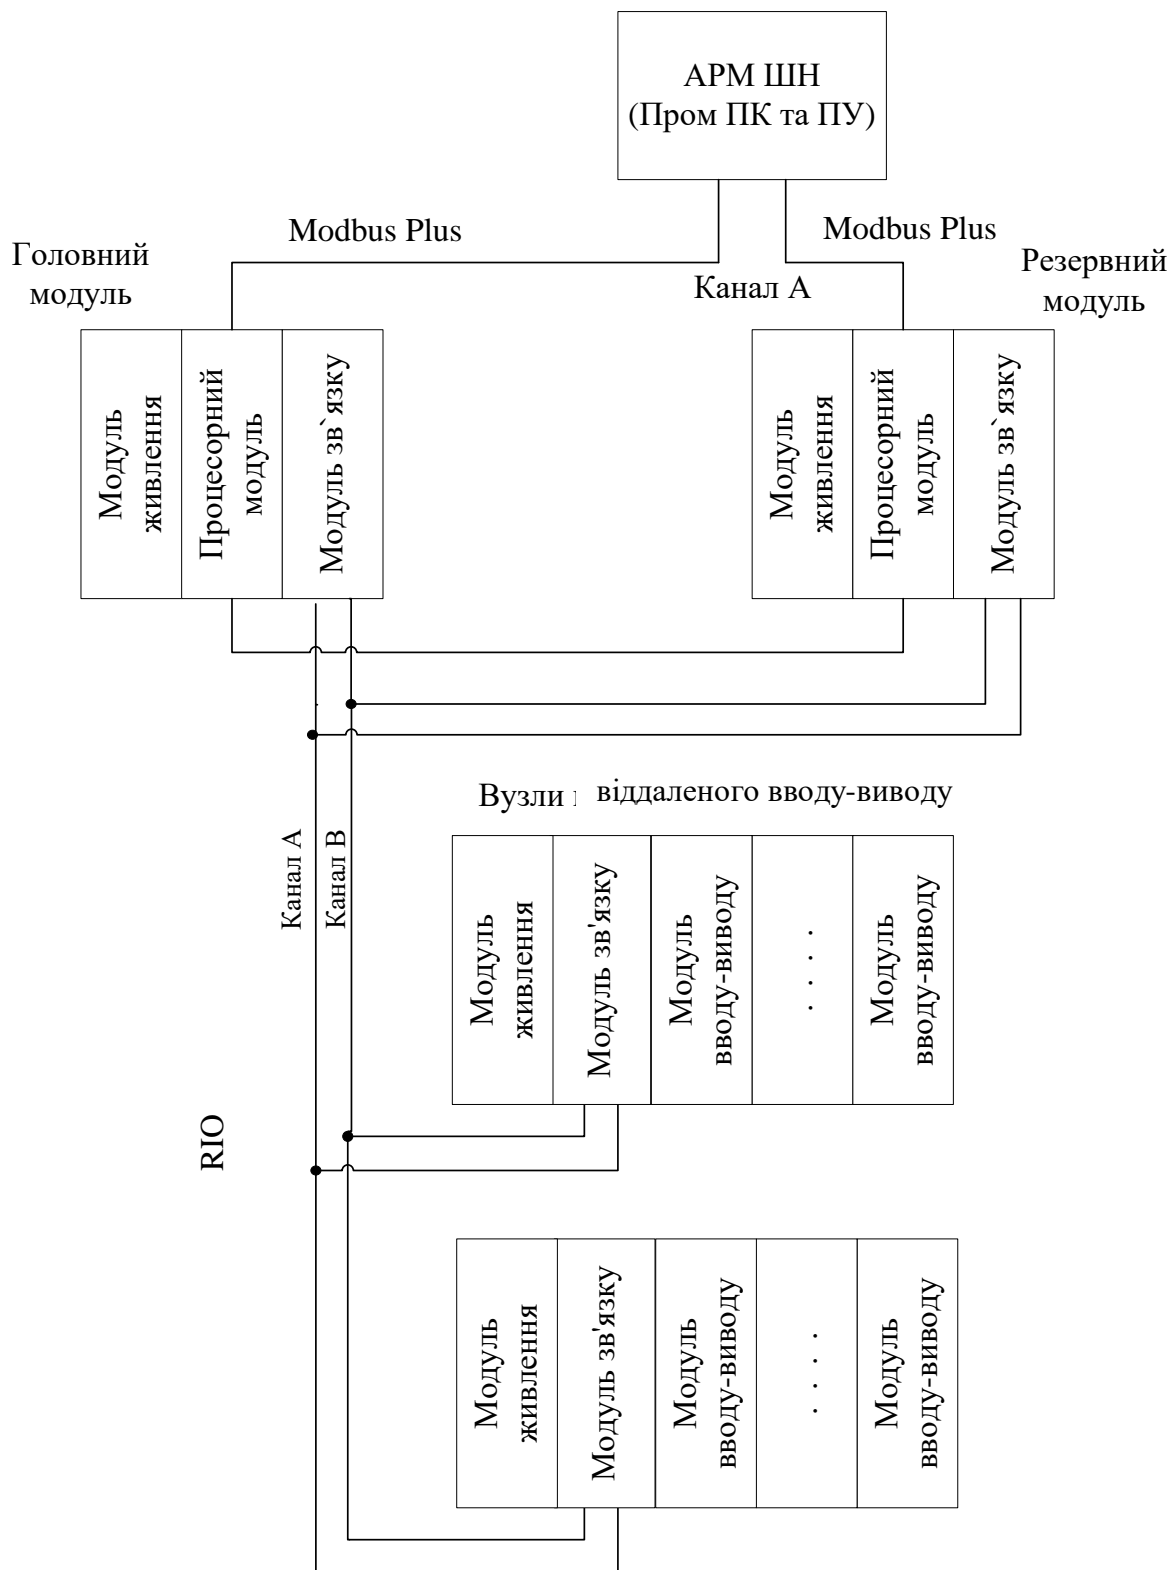 АРМ ШН
(Пром ПК та ПУ)
Modbus Plus
Modbus Plus
Головний
модуль
Канал А
Резервний
модуль
Модуль
живлення
Процесорний
модуль
Модуль зв`язку
Модуль
живлення
Процесорний
модуль
Модуль зв`язку
Вузли
віддаленого вводу-виводу
Канал А
Канал В
Модуль
живлення
Модуль зв'язку
Модуль
вводу-виводу
. . . .
Модуль
вводу-виводу
RIO
Модуль
живлення
Модуль зв'язку
Модуль
вводу-виводу
. . . .
Модуль
вводу-виводу